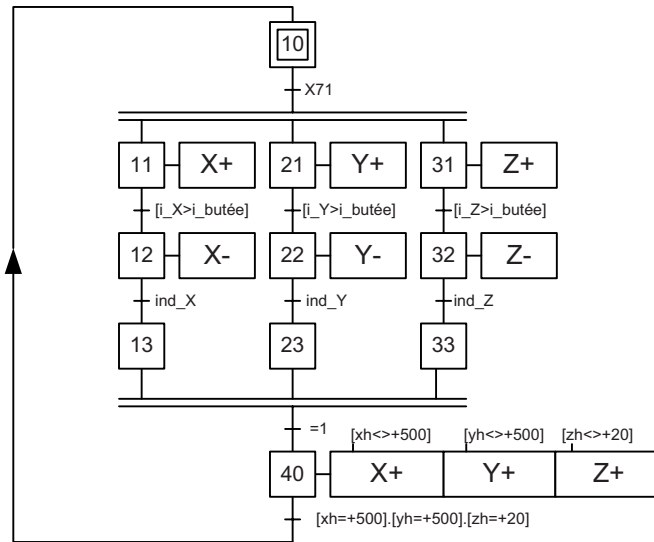 10
X71
11 X+ 21 Y+ 31 Z+
[i_X>i_butée] [i_Y>i_butée] [i_Z>i_butée]
12 X- 22 Y- 32 Z-
ind_X ind_Y ind_Z
13 23 33
=1
[xh<>+500] [yh<>+500] [zh<>+20]
40 X+ Y+ Z+
[xh=+500].[yh=+500].[zh=+20]